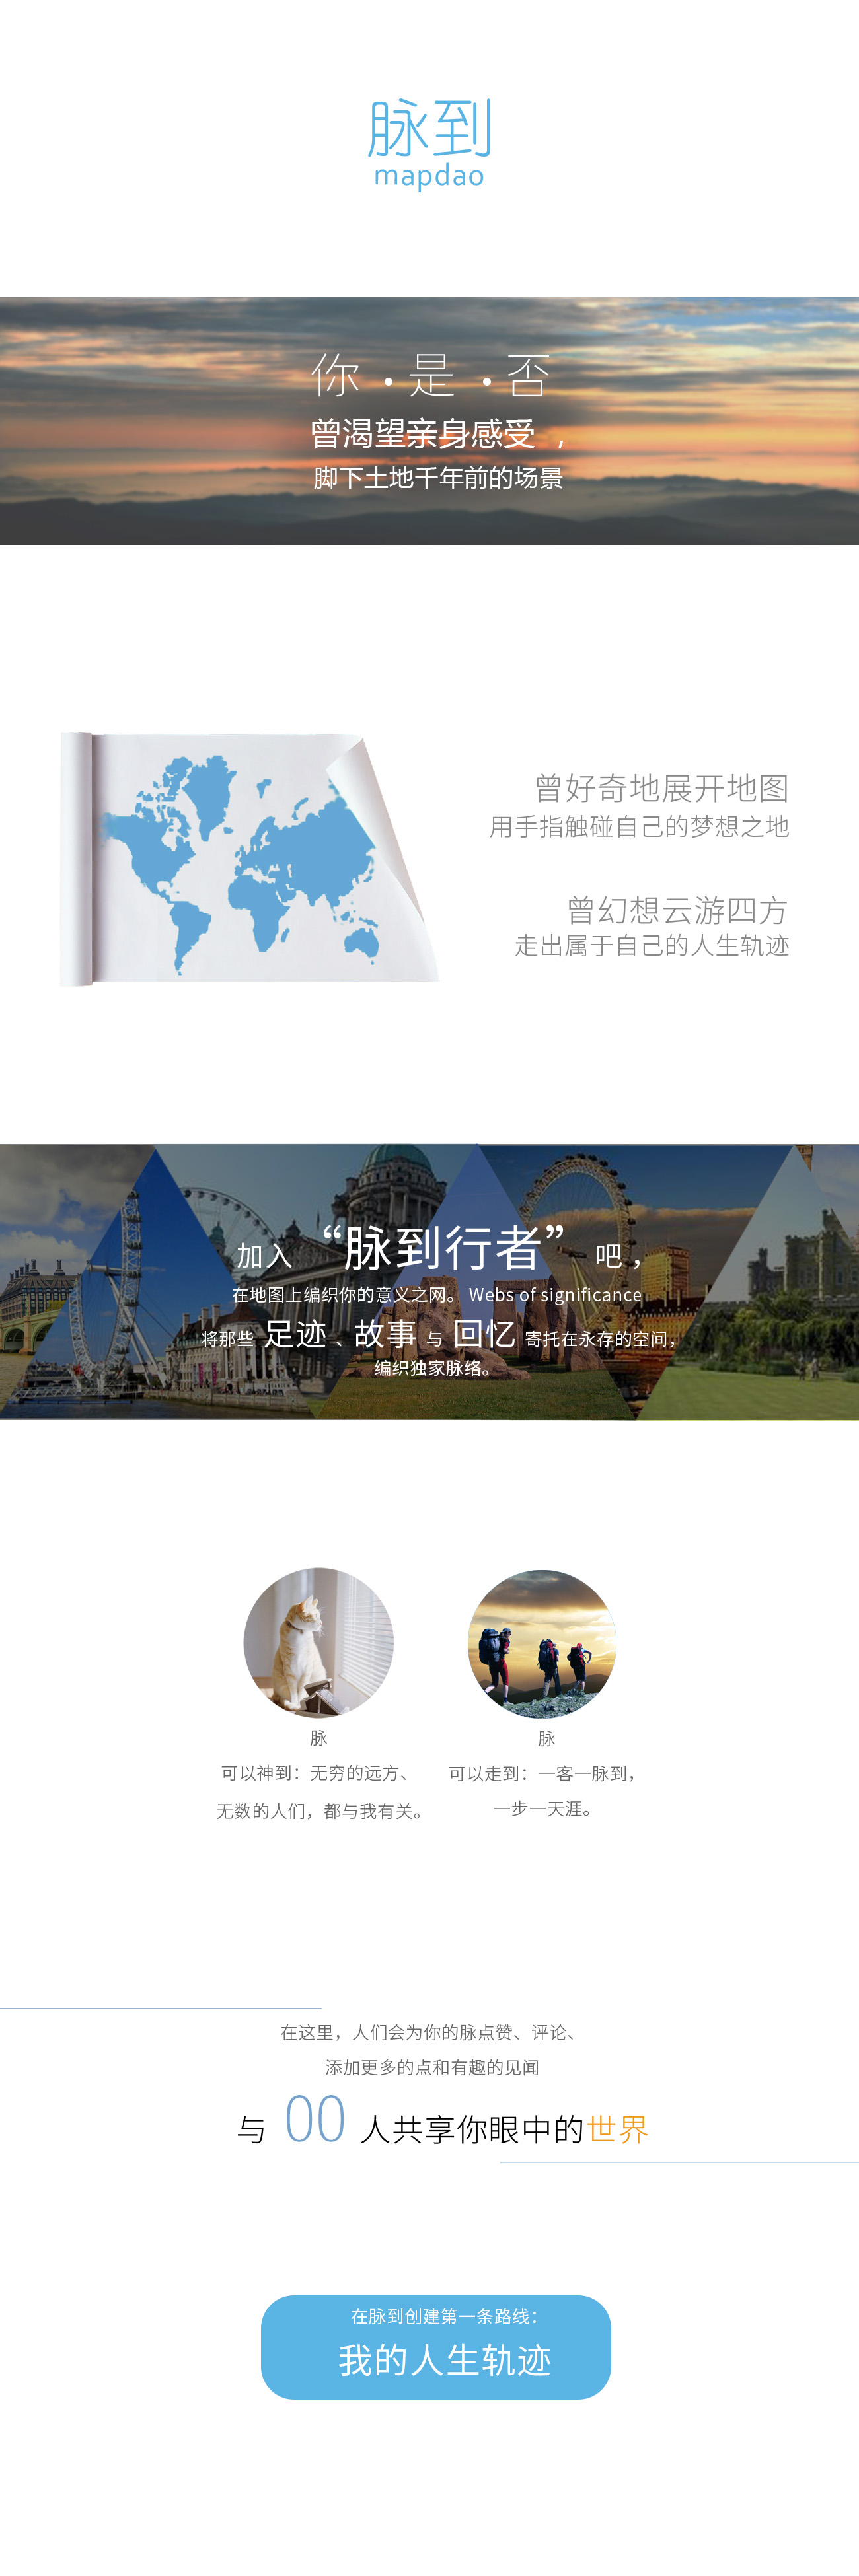 脉到
mapdao
你·是·否
曾渴望亲身感受，
脚下土地千年前的场景
曾好奇地展开地图
用手指触碰自己的梦想之地
曾幻想云游四方
走出属于自己的人生轨迹
加入“脉到行者”吧，
在地图上编织你的意义之网。Webs of significance
将那些 足迹、故事 与 回忆 寄托在永存的空间，
编织独家脉络。
脉
可以神到：无穷的远方、
无数的人们，都与我有关。
脉
可以走到：一客一脉到，
一步一天涯。
在这里，人们会为你的脉点赞、评论、
添加更多的点和有趣的见闻
与 00 人共享你眼中的世界
在脉到创建第一条路线：
我的人生轨迹